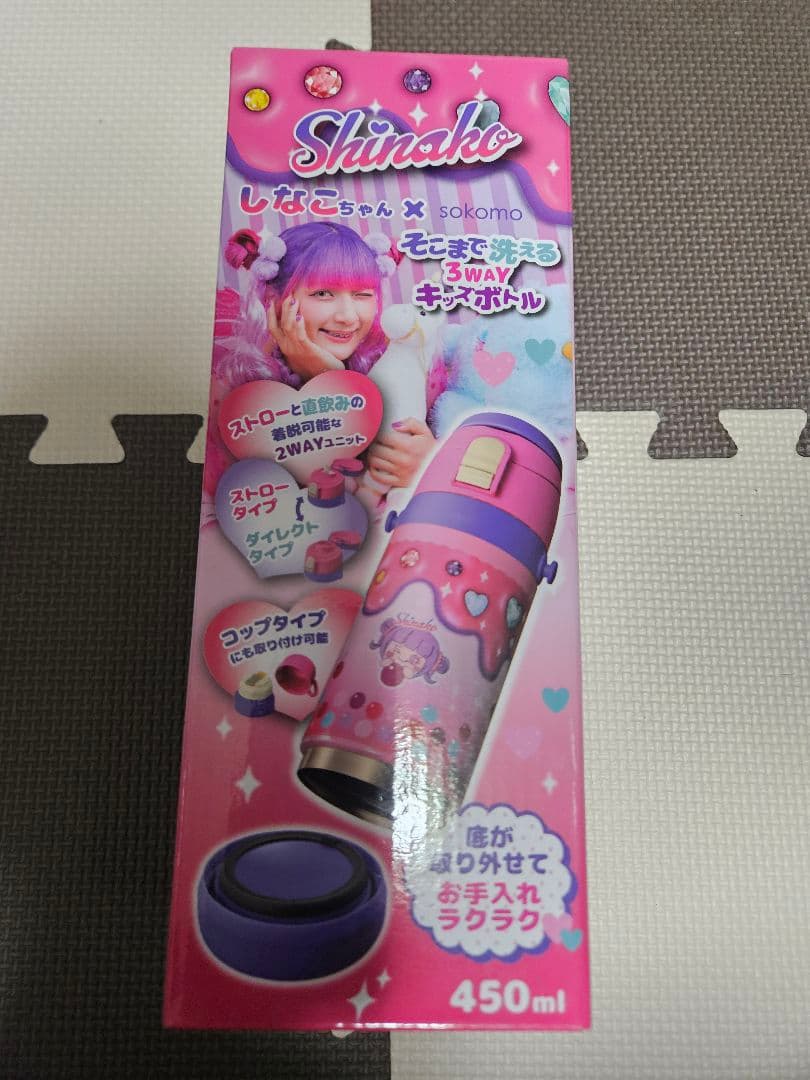 Shinako
しなこちゃん × sokomo
そこまで洗える
3WAY
キッズボトル
ストローと直飲みの
着脱可能な
2WAYユニット
ストロー
タイプ
ダイレクト
タイプ
コップタイプ
にも取り付け可能
Shinako
底が
取り外せて
お手入れ
ラクラク
450ml